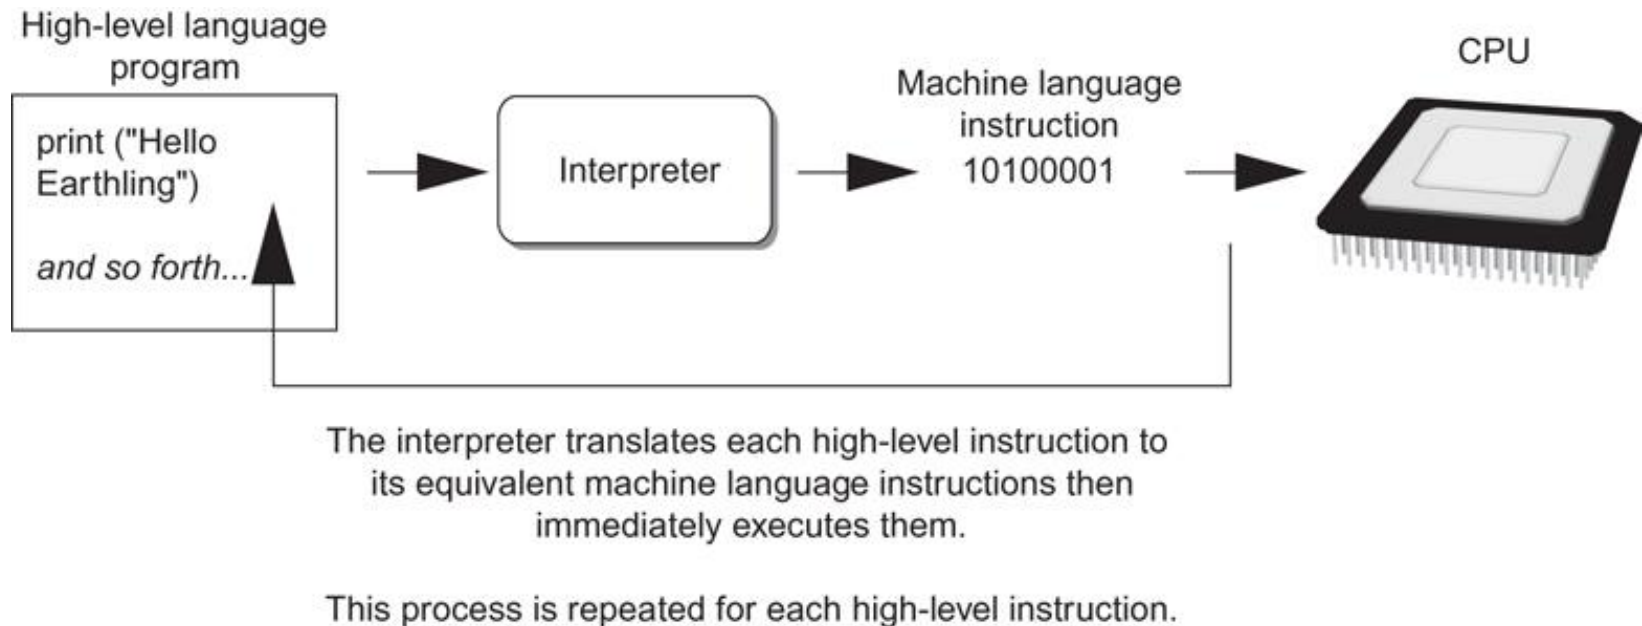 High-level language
program
print ("Hello
Earthling")
and so forth...
Interpreter
Machine language
instruction
10100001
CPU
The interpreter translates each high-level instruction to
its equivalent machine language instructions then
immediately executes them.
This process is repeated for each high-level instruction.